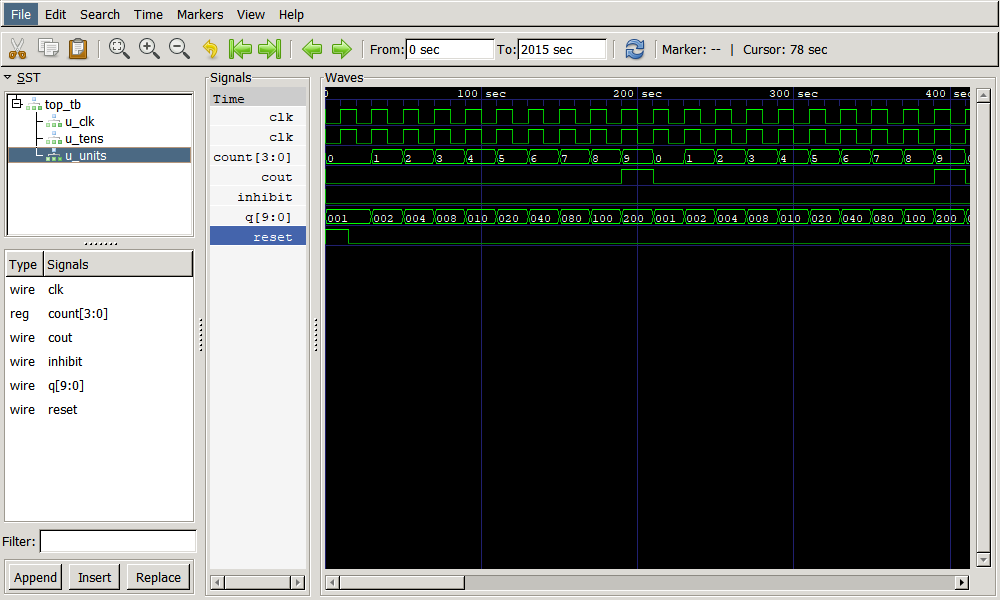 File Edit Search Time Markers View Help
From: 0 sec To: 2015 sec Marker: -- | Cursor: 78 sec
SST
top_tb
u_clk
u_tens
u_units
Type Signals
wire clk
reg count[3:0]
wire cout
wire inhibit
wire q[9:0]
wire reset
Filter:
Append Insert Replace
Signals
Time
clk
clk
count[3:0]
cout
inhibit
q[9:0]
reset
Waves
100 sec 200 sec 300 sec 400 sec
0 1 2 3 4 5 6 7 8 9 0 1 2 3 4 5 6 7 8 9
001 002 004 008 010 020 040 080 100 200 001 002 004 008 010 020 040 080 100 200